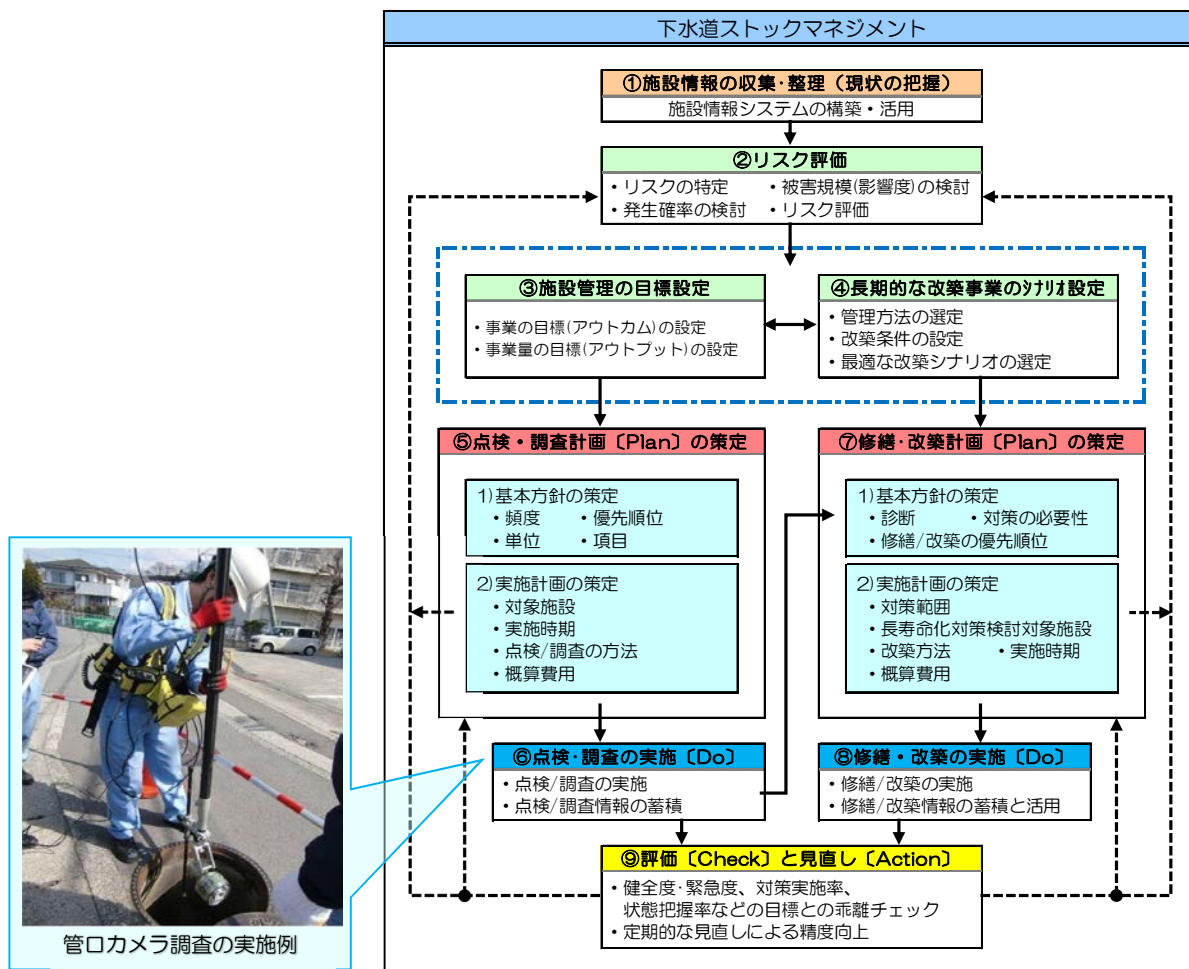 下水道ストックマネジメント
①施設情報の収集・整理(現状の把握)
施設情報システムの構築・活用
②リスク評価
・リスクの特定　・被害規模(影響度)の検討
・発生確率の検討　・リスク評価
③施設管理の目標設定
・事業の目標(アウトカム)の設定
・事業量の目標(アウトプット)の設定
④長期的な改築事業のｼﾅﾘｵ設定
・管理方法の選定
・改築条件の設定
・最適な改築シナリオの選定
⑤点検・調査計画〔Plan〕の策定
1)基本方針の策定
・頻度　・優先順位
・単位　・項目
2)実施計画の策定
・対象施設
・実施時期
・点検/調査の方法
・概算費用
⑦修繕・改築計画〔Plan〕の策定
1)基本方針の策定
・診断　・対策の必要性
・修繕/改築の優先順位
2)実施計画の策定
・対策範囲
・長寿命化対策検討対象施設
・改築方法　・実施時期
・概算費用
⑥点検・調査の実施〔Do〕
・点検/調査の実施
・点検/調査情報の蓄積
⑧修繕・改築の実施〔Do〕
・修繕/改築の実施
・修繕/改築情報の蓄積と活用
⑨評価〔Check〕と見直し〔Action〕
・健全度・緊急度、対策実施率、
状態把握率などの目標との乖離チェック
・定期的な見直しによる精度向上
管口カメラ調査の実施例